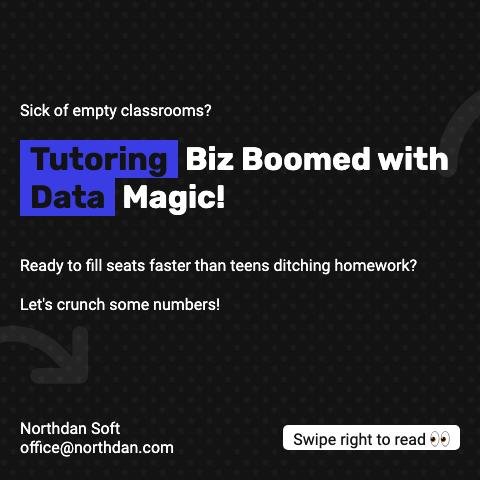 Sick of empty classrooms?
Tutoring Biz Boomed with
Data Magic!
Ready to fill seats faster than teens ditching homework?
Let's crunch some numbers!
Northdan Soft
office@northdan.com
Swipe right to read 👀